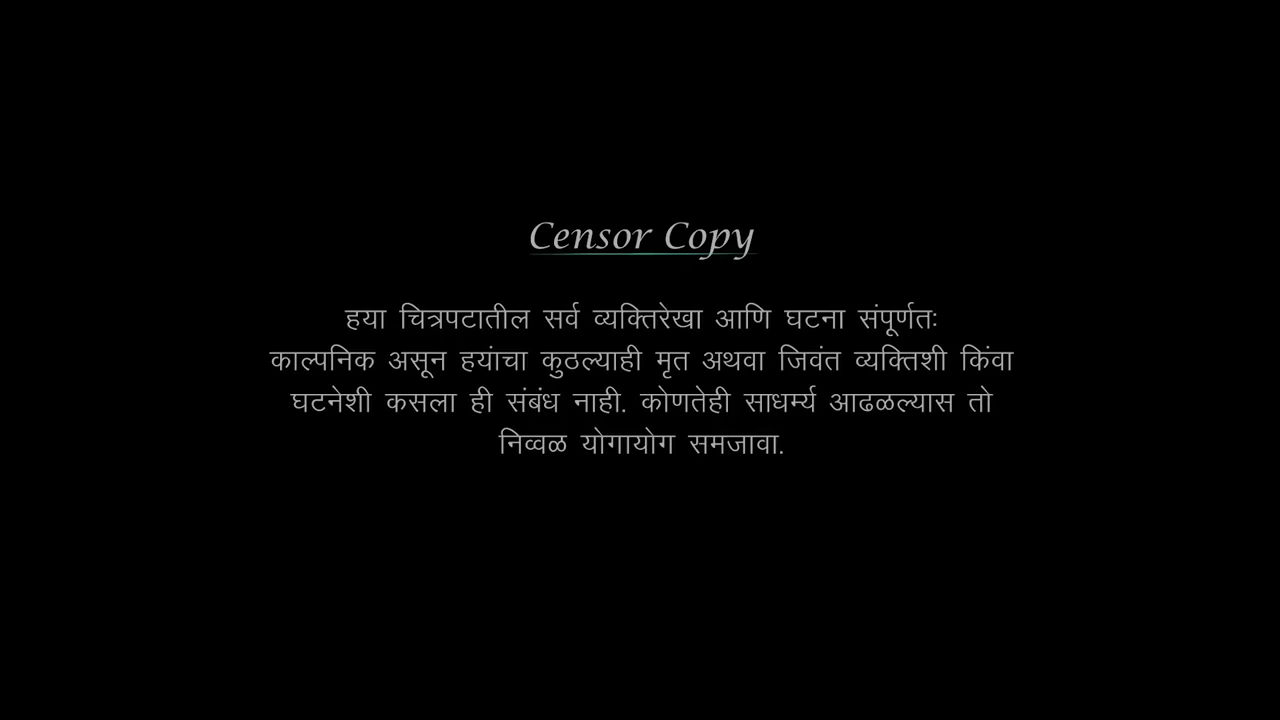 Censor Copy
हया चित्रपटातील सर्व व्यक्तिरेखा आणि घटना संपूर्णतः
काल्पनिक असून हयांचा कुठल्याही मृत अथवा जिवंत व्यक्तिशी किंवा
घटनेशी कसला ही संबंध नाही. कोणतेही साधर्म्य आढळल्यास तो
निव्वळ योगायोग समजावा.